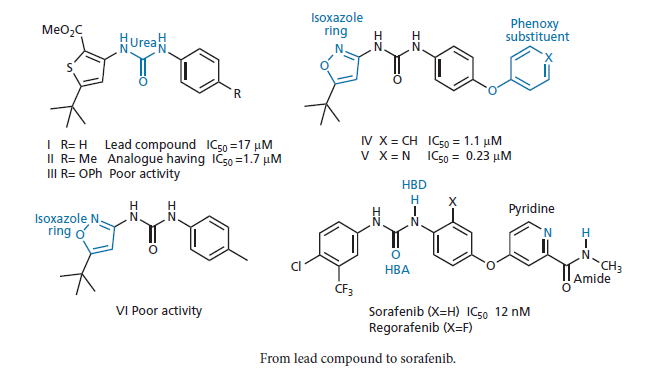 MeO₂C
H Urea H
N N
S
O
R
I R= H Lead compound IC₅₀ =17 µM
II R= Me Analogue having IC₅₀ =1.7 µM
III R= OPh Poor activity
Isoxazole
ring
N
O
H H
N N
O
Phenoxy
substituent
X
O
IV X = CH IC₅₀ = 1.1 µM
V X = N IC₅₀ = 0.23 µM
Isoxazole N
ring O
H H
N N
O
VI Poor activity
HBD
H
H
N N
X
Pyridine
N
H
N
CH₃
O
HBA
Cl
CF₃
O
O Amide
Sorafenib (X=H) IC₅₀ 12 nM
Regorafenib (X=F)
From lead compound to sorafenib.